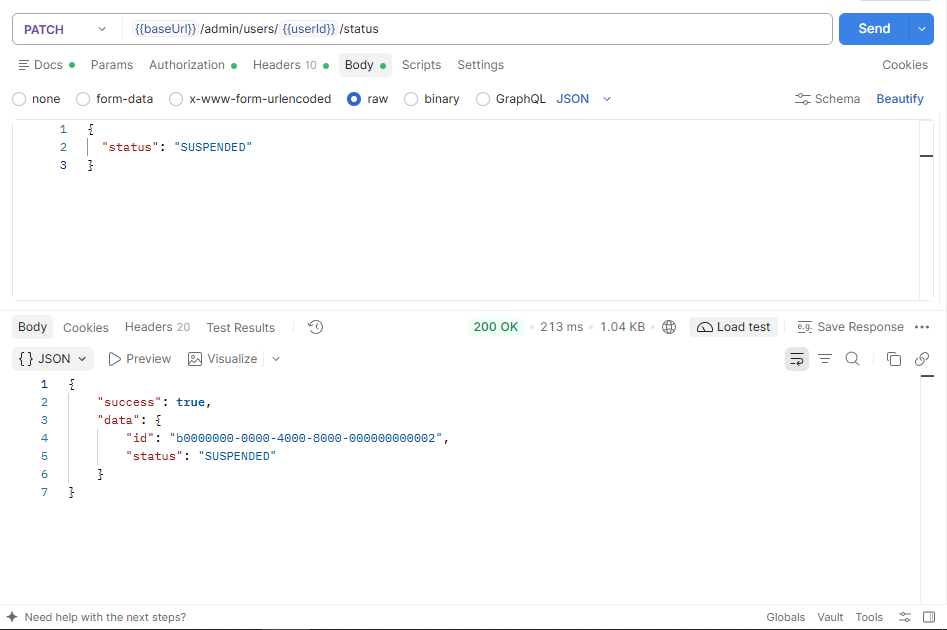 PATCH {{baseUrl}} /admin/users/ {{userId}} /status Send
Docs Params Authorization Headers 10 Body Scripts Settings Cookies
none form-data x-www-form-urlencoded raw binary GraphQL JSON Schema Beautify
1 {
2 "status": "SUSPENDED"
3 }
Body Cookies Headers 20 Test Results 200 OK 213 ms 1.04 KB Load test e.g. Save Response
{} JSON Preview Visualize
1 {
2 "success": true,
3 "data": {
4 "id": "b0000000-0000-4000-8000-000000000002",
5 "status": "SUSPENDED"
6 }
7 }
Need help with the next steps? Globals Vault Tools